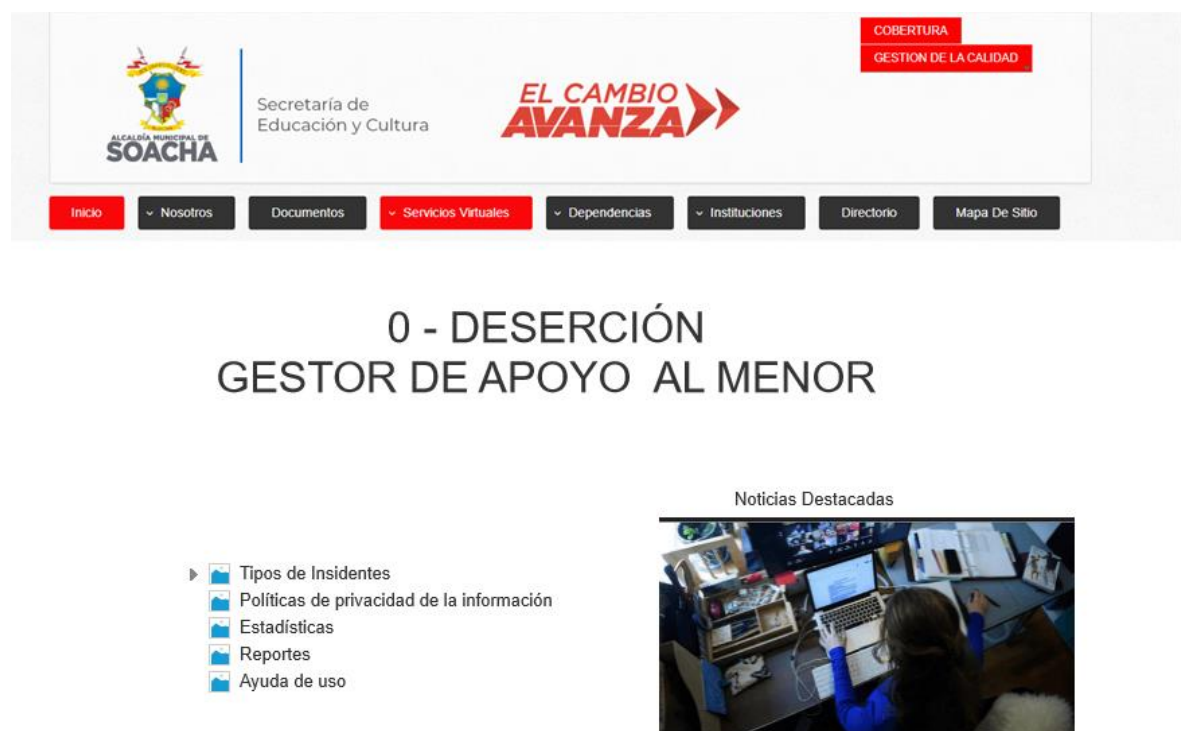 COBERTURA
GESTION DE LA CALIDAD
ALCALDÍA MUNICIPAL DE
SOACHA
Secretaría de
Educación y Cultura
EL CAMBIO
AVANZA
Inicio
Nosotros
Documentos
Servicios Virtuales
Dependencias
Instituciones
Directorio
Mapa De Sitio
0 - DESERCIÓN
GESTOR DE APOYO AL MENOR
Noticias Destacadas
Tipos de Insidentes
Políticas de privacidad de la información
Estadísticas
Reportes
Ayuda de uso